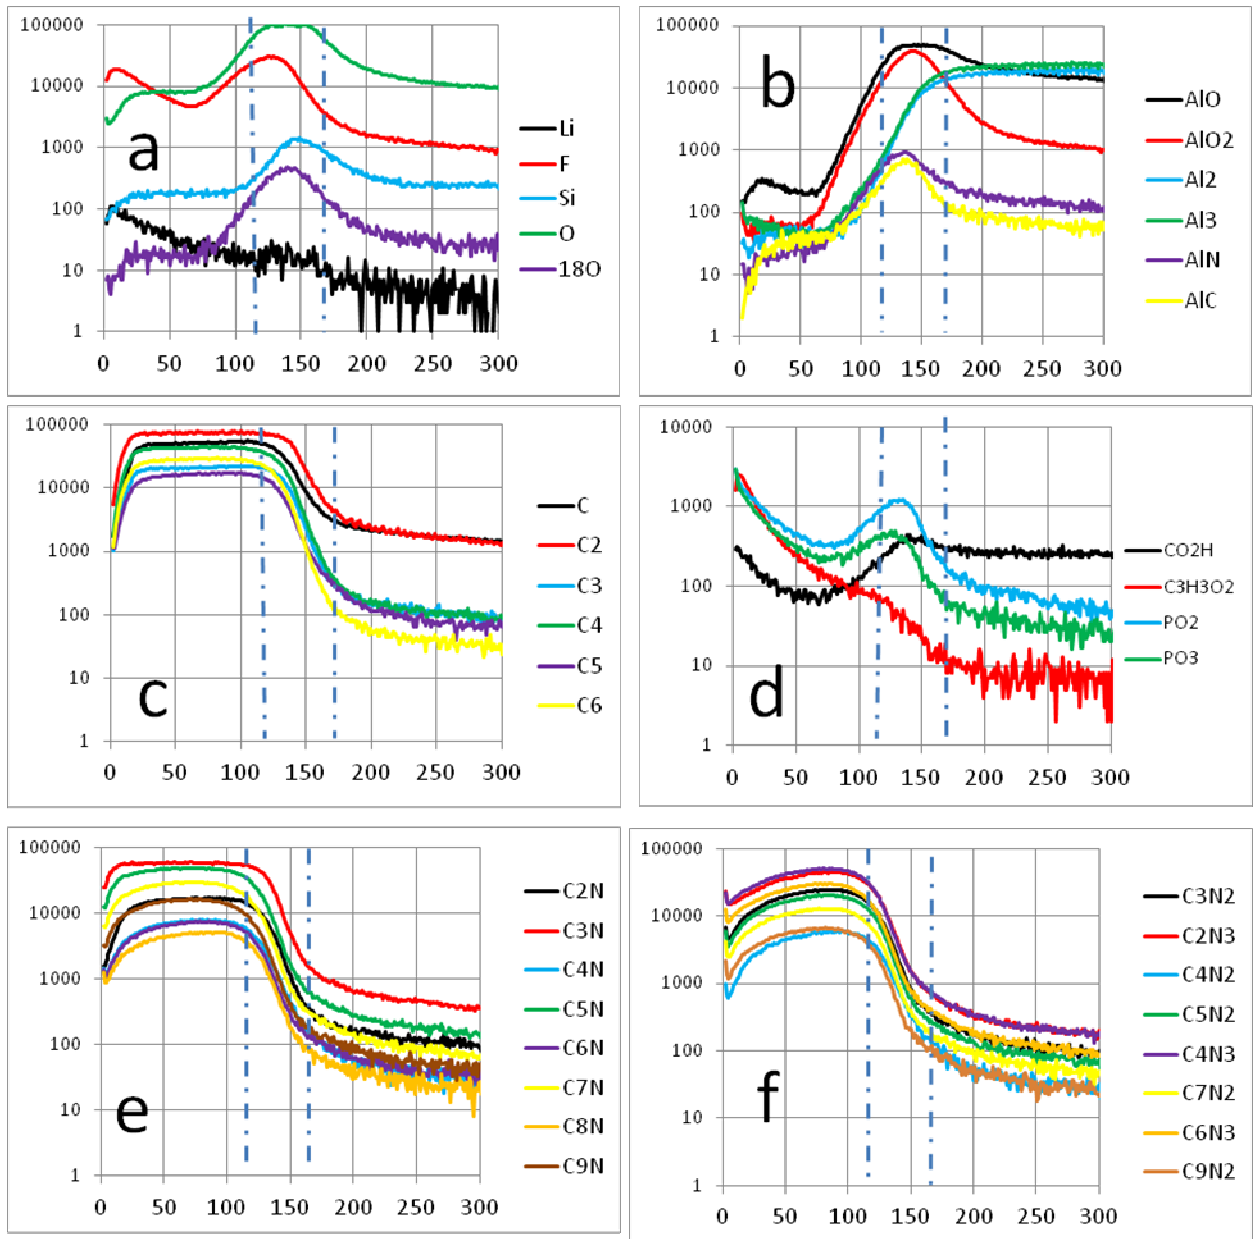 100000
10000
1000
100
10
1
0 50 100 150 200 250 300
a
Li
F
Si
O
18O
100000
10000
1000
100
10
1
0 50 100 150 200 250 300
b
AlO
AlO2
Al2
Al3
AlN
AlC
100000
10000
1000
100
10
1
0 50 100 150 200 250 300
c
C
C2
C3
C4
C5
C6
10000
1000
100
10
1
0 50 100 150 200 250 300
d
CO2H
C3H3O2
PO2
PO3
100000
10000
1000
100
10
1
0 50 100 150 200 250 300
e
C2N
C3N
C4N
C5N
C6N
C7N
C8N
C9N
100000
10000
1000
100
10
1
0 50 100 150 200 250 300
f
C3N2
C2N3
C4N2
C5N2
C4N3
C7N2
C6N3
C9N2